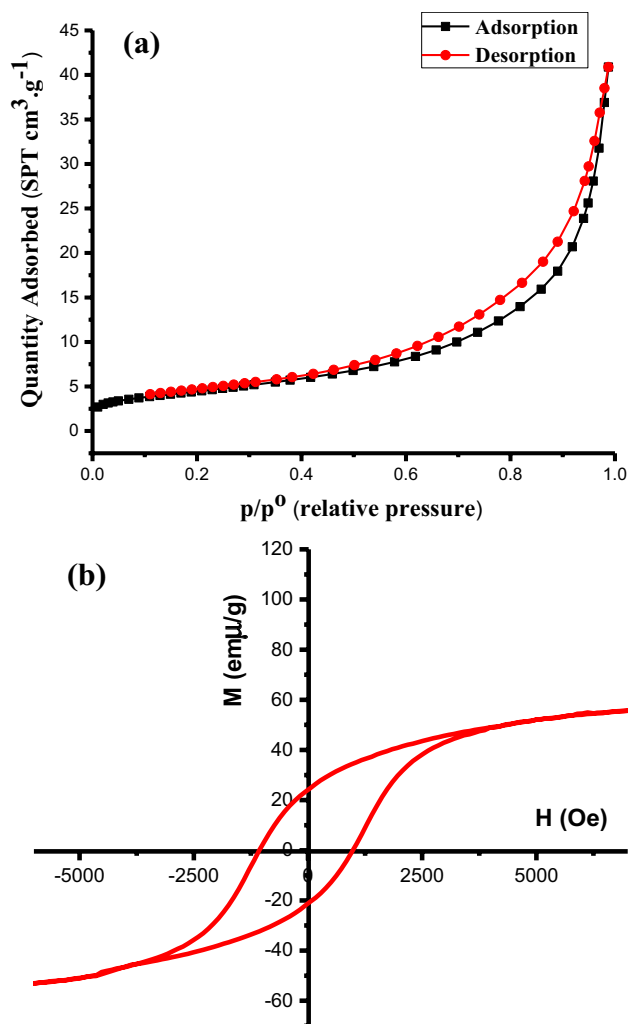 (a)
Adsorption
Desorption
Quantity Adsorbed (SPT cm³.g⁻¹)
45
40
35
30
25
20
15
10
5
0
0.0 0.2 0.4 0.6 0.8 1.0
p/pᴼ (relative pressure)
(b)
M (emµ/g)
120
100
80
60
40
20
0
-20
-40
-60
H (Oe)
-5000 -2500 0 2500 5000